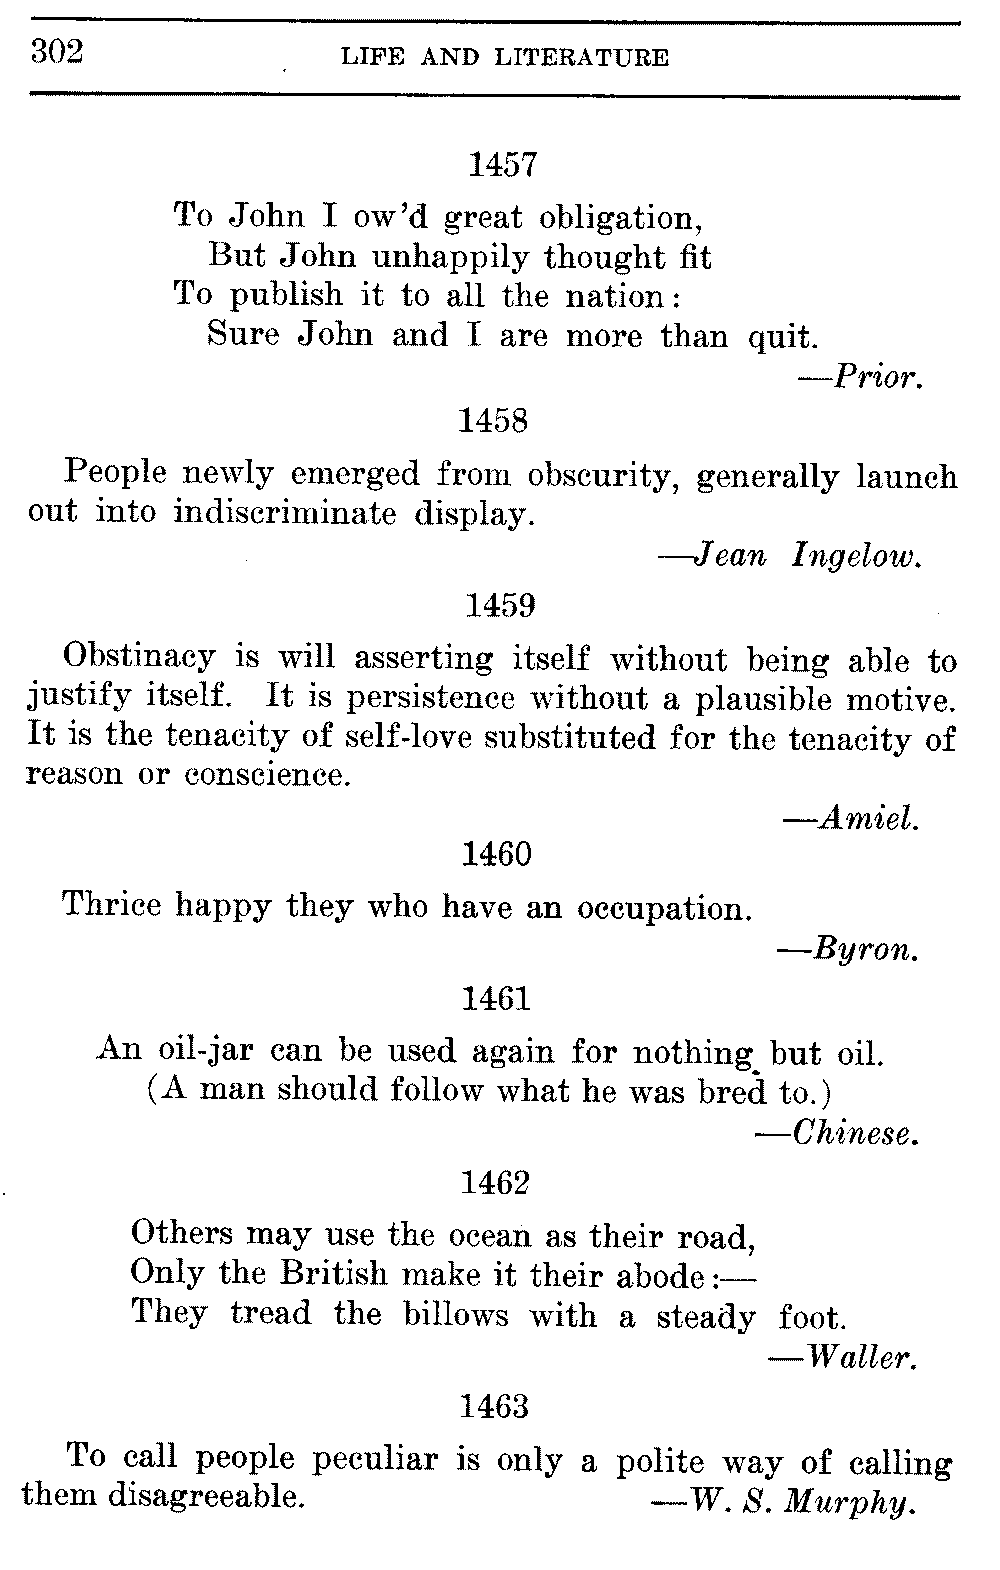 302 LIFE AND LITERATURE
1457
To John I ow'd great obligation,
But John unhappily thought fit
To publish it to all the nation:
Sure John and I are more than quit.
—Prior.
1458
People newly emerged from obscurity, generally launch
out into indiscriminate display.
—Jean Ingelow.
1459
Obstinacy is will asserting itself without being able to
justify itself. It is persistence without a plausible motive.
It is the tenacity of self-love substituted for the tenacity of
reason or conscience.
—Amiel.
1460
Thrice happy they who have an occupation.
—Byron.
1461
An oil-jar can be used again for nothing but oil.
(A man should follow what he was bred to.)
—Chinese.
1462
Others may use the ocean as their road,
Only the British make it their abode:—
They tread the billows with a steady foot.
—Waller.
1463
To call people peculiar is only a polite way of calling
them disagreeable. —W. S. Murphy.